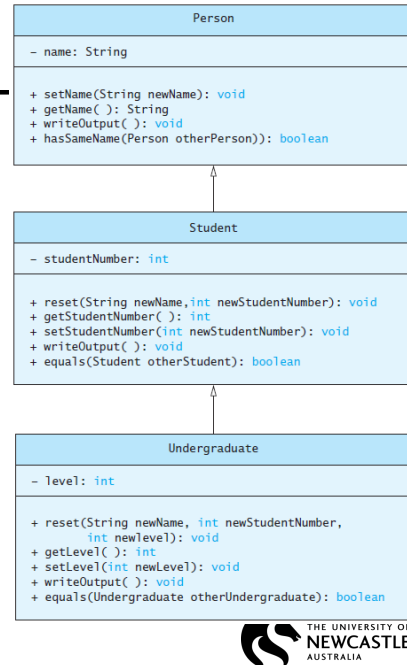 Person
- name: String
+ setName(String newName): void
+ getName( ): String
+ writeOutput( ): void
+ hasSameName(Person otherPerson)): boolean
Student
- studentNumber: int
+ reset(String newName,int newStudentNumber): void
+ getStudentNumber( ): int
+ setStudentNumber(int newStudentNumber): void
+ writeOutput( ): void
+ equals(Student otherStudent): boolean
Undergraduate
- level: int
+ reset(String newName, int newStudentNumber,
int newlevel): void
+ getLevel( ): int
+ setLevel(int newLevel): void
+ writeOutput( ): void
+ equals(Undergraduate otherUndergraduate): boolean
THE UNIVERSITY OF
NEWCASTLE
AUSTRALIA